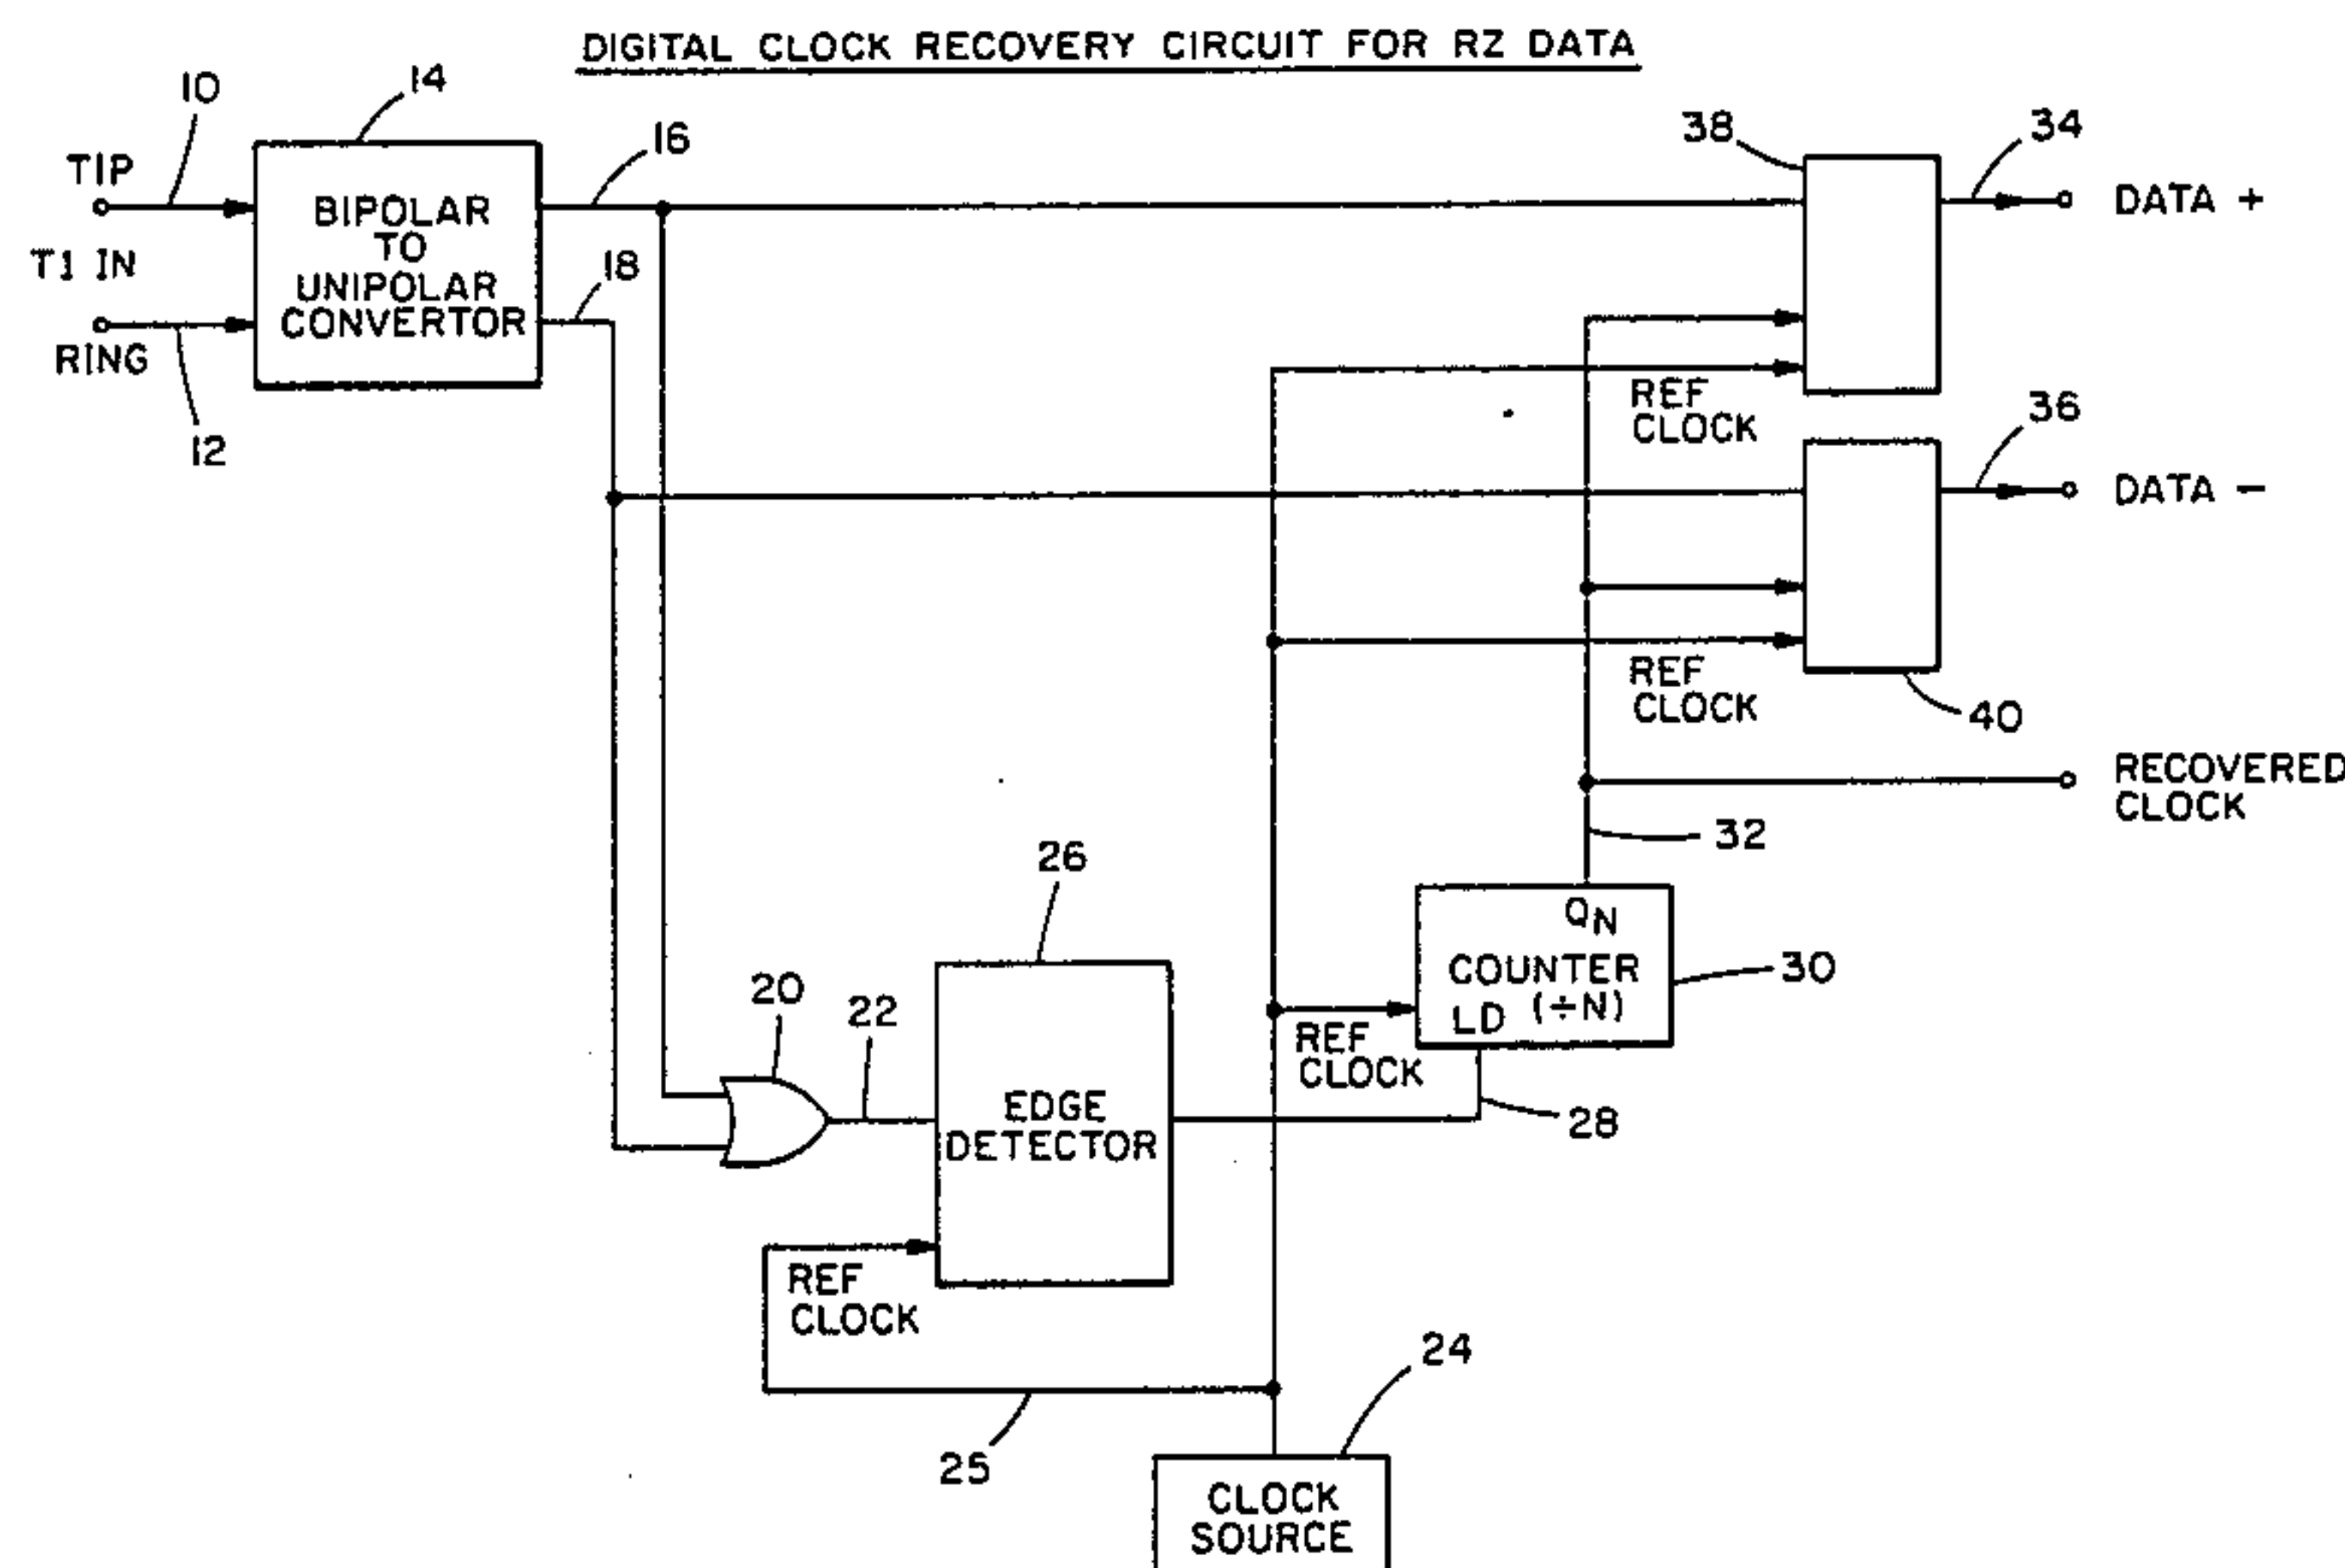 DIGITAL CLOCK RECOVERY CIRCUIT FOR RZ DATA
10
14
16
38
34
TIP
BIPOLAR
TO
UNIPOLAR
CONVERTOR
DATA +
T1 IN
18
RING
12
REF
CLOCK
36
DATA -
REF
CLOCK
40
RECOVERED
CLOCK
32
26
QN
COUNTER
LD (÷N)
30
20
22
REF
CLOCK
EDGE
DETECTOR
28
REF
CLOCK
24
25
CLOCK
SOURCE